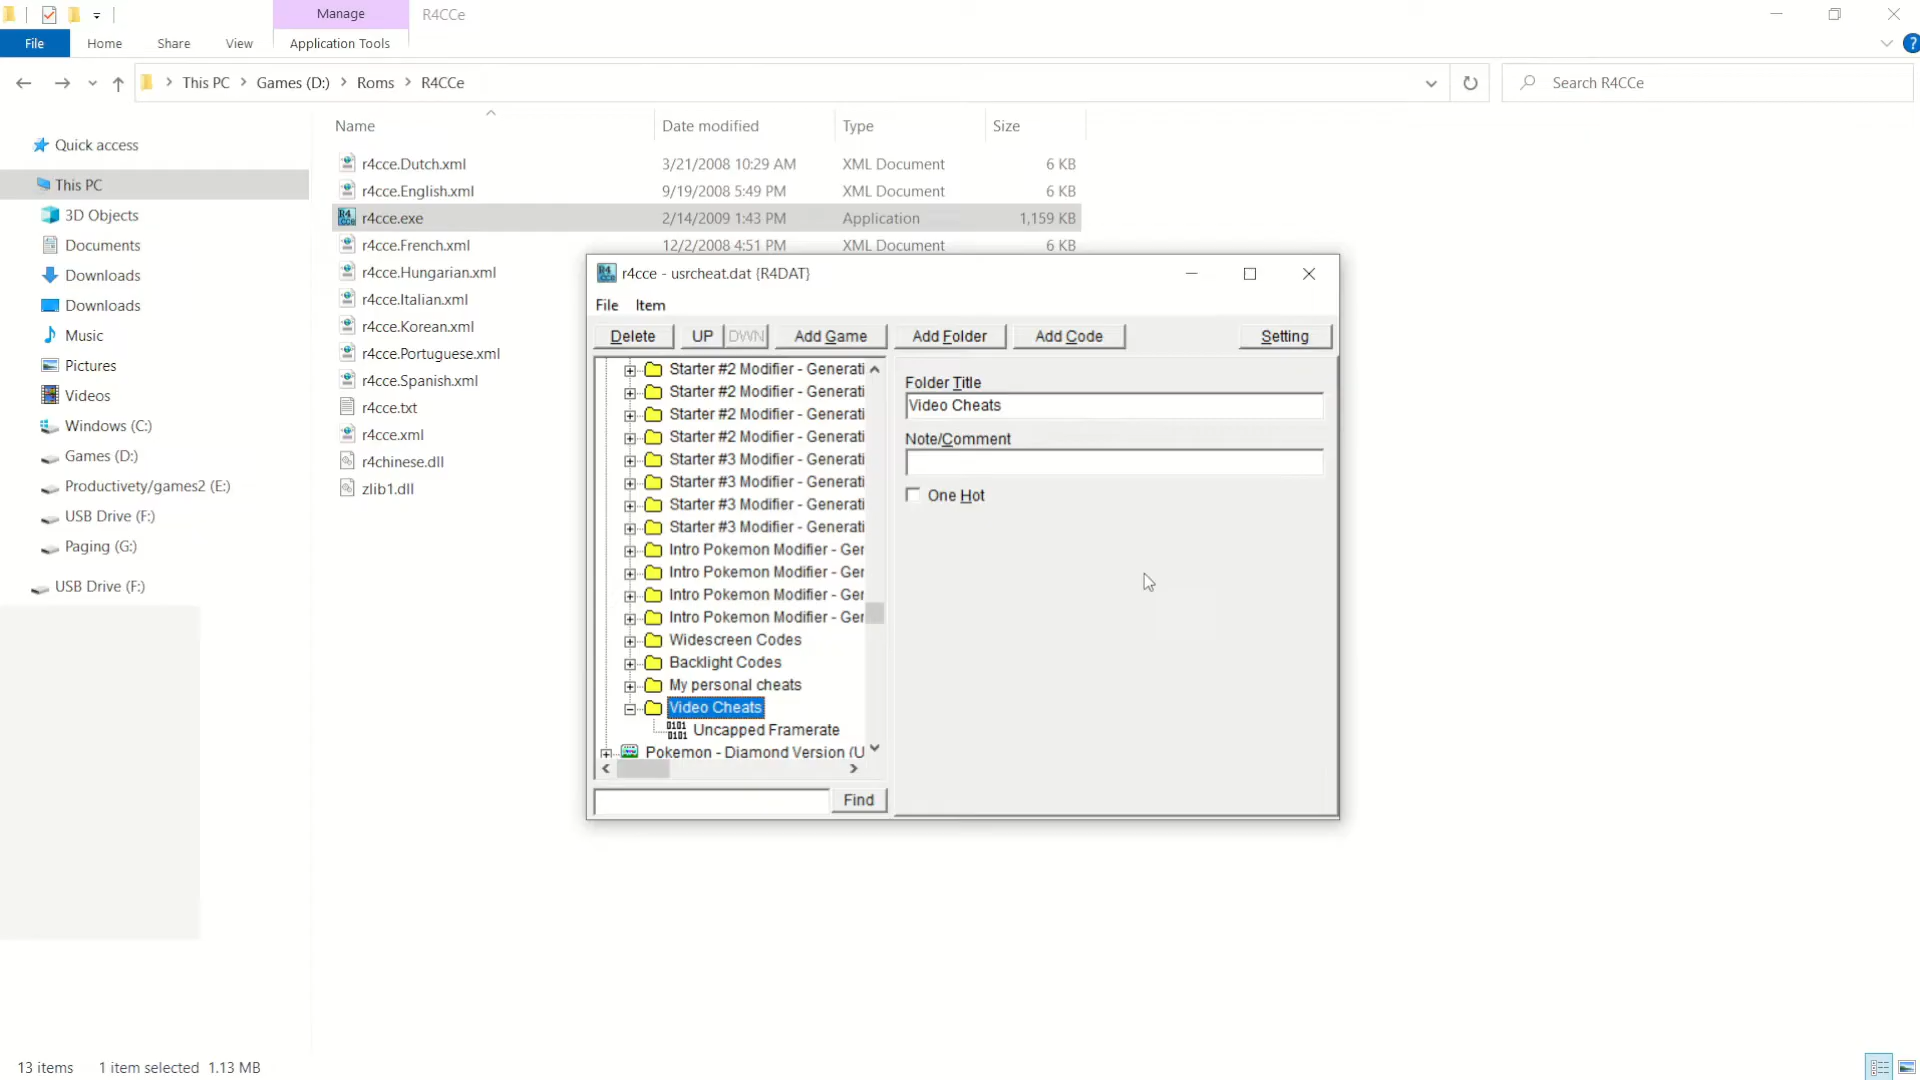 Manage
R4CCe
File
Home
Share
View
Application Tools
This PC
Games (D:)
Roms
R4CCe
Search R4CCe
Name
Date modified
Type
Size
Quick access
This PC
3D Objects
Documents
Downloads
Downloads
Music
Pictures
Videos
Windows (C:)
Games (D:)
Productivety/games2 (E:)
USB Drive (F:)
Paging (G:)
USB Drive (F:)
r4cce.Dutch.xml 3/21/2008 10:29 AM XML Document 6 KB
r4cce.English.xml 9/19/2008 5:49 PM XML Document 6 KB
r4cce.exe 2/14/2009 1:43 PM Application 1,159 KB
r4cce.French.xml 12/2/2008 4:51 PM XML Document 6 KB
r4cce.Hungarian.xml
r4cce.Italian.xml
r4cce.Korean.xml
r4cce.Portuguese.xml
r4cce.Spanish.xml
r4cce.txt
r4cce.xml
r4chinese.dll
zlib1.dll
r4cce - usrcheat.dat {R4DAT}
File Item
Delete UP DWN Add Game Add Folder Add Code Setting
Starter #2 Modifier - Generati
Starter #2 Modifier - Generati
Starter #2 Modifier - Generati
Starter #2 Modifier - Generati
Starter #3 Modifier - Generati
Starter #3 Modifier - Generati
Starter #3 Modifier - Generati
Starter #3 Modifier - Generati
Intro Pokemon Modifier - Ger
Intro Pokemon Modifier - Ger
Intro Pokemon Modifier - Ger
Intro Pokemon Modifier - Ger
Widescreen Codes
Backlight Codes
My personal cheats
Video Cheats
Uncapped Framerate
Pokemon - Diamond Version (U
Find
Folder Title
Video Cheats
Note/Comment
One Hot
13 items 1 item selected 1.13 MB